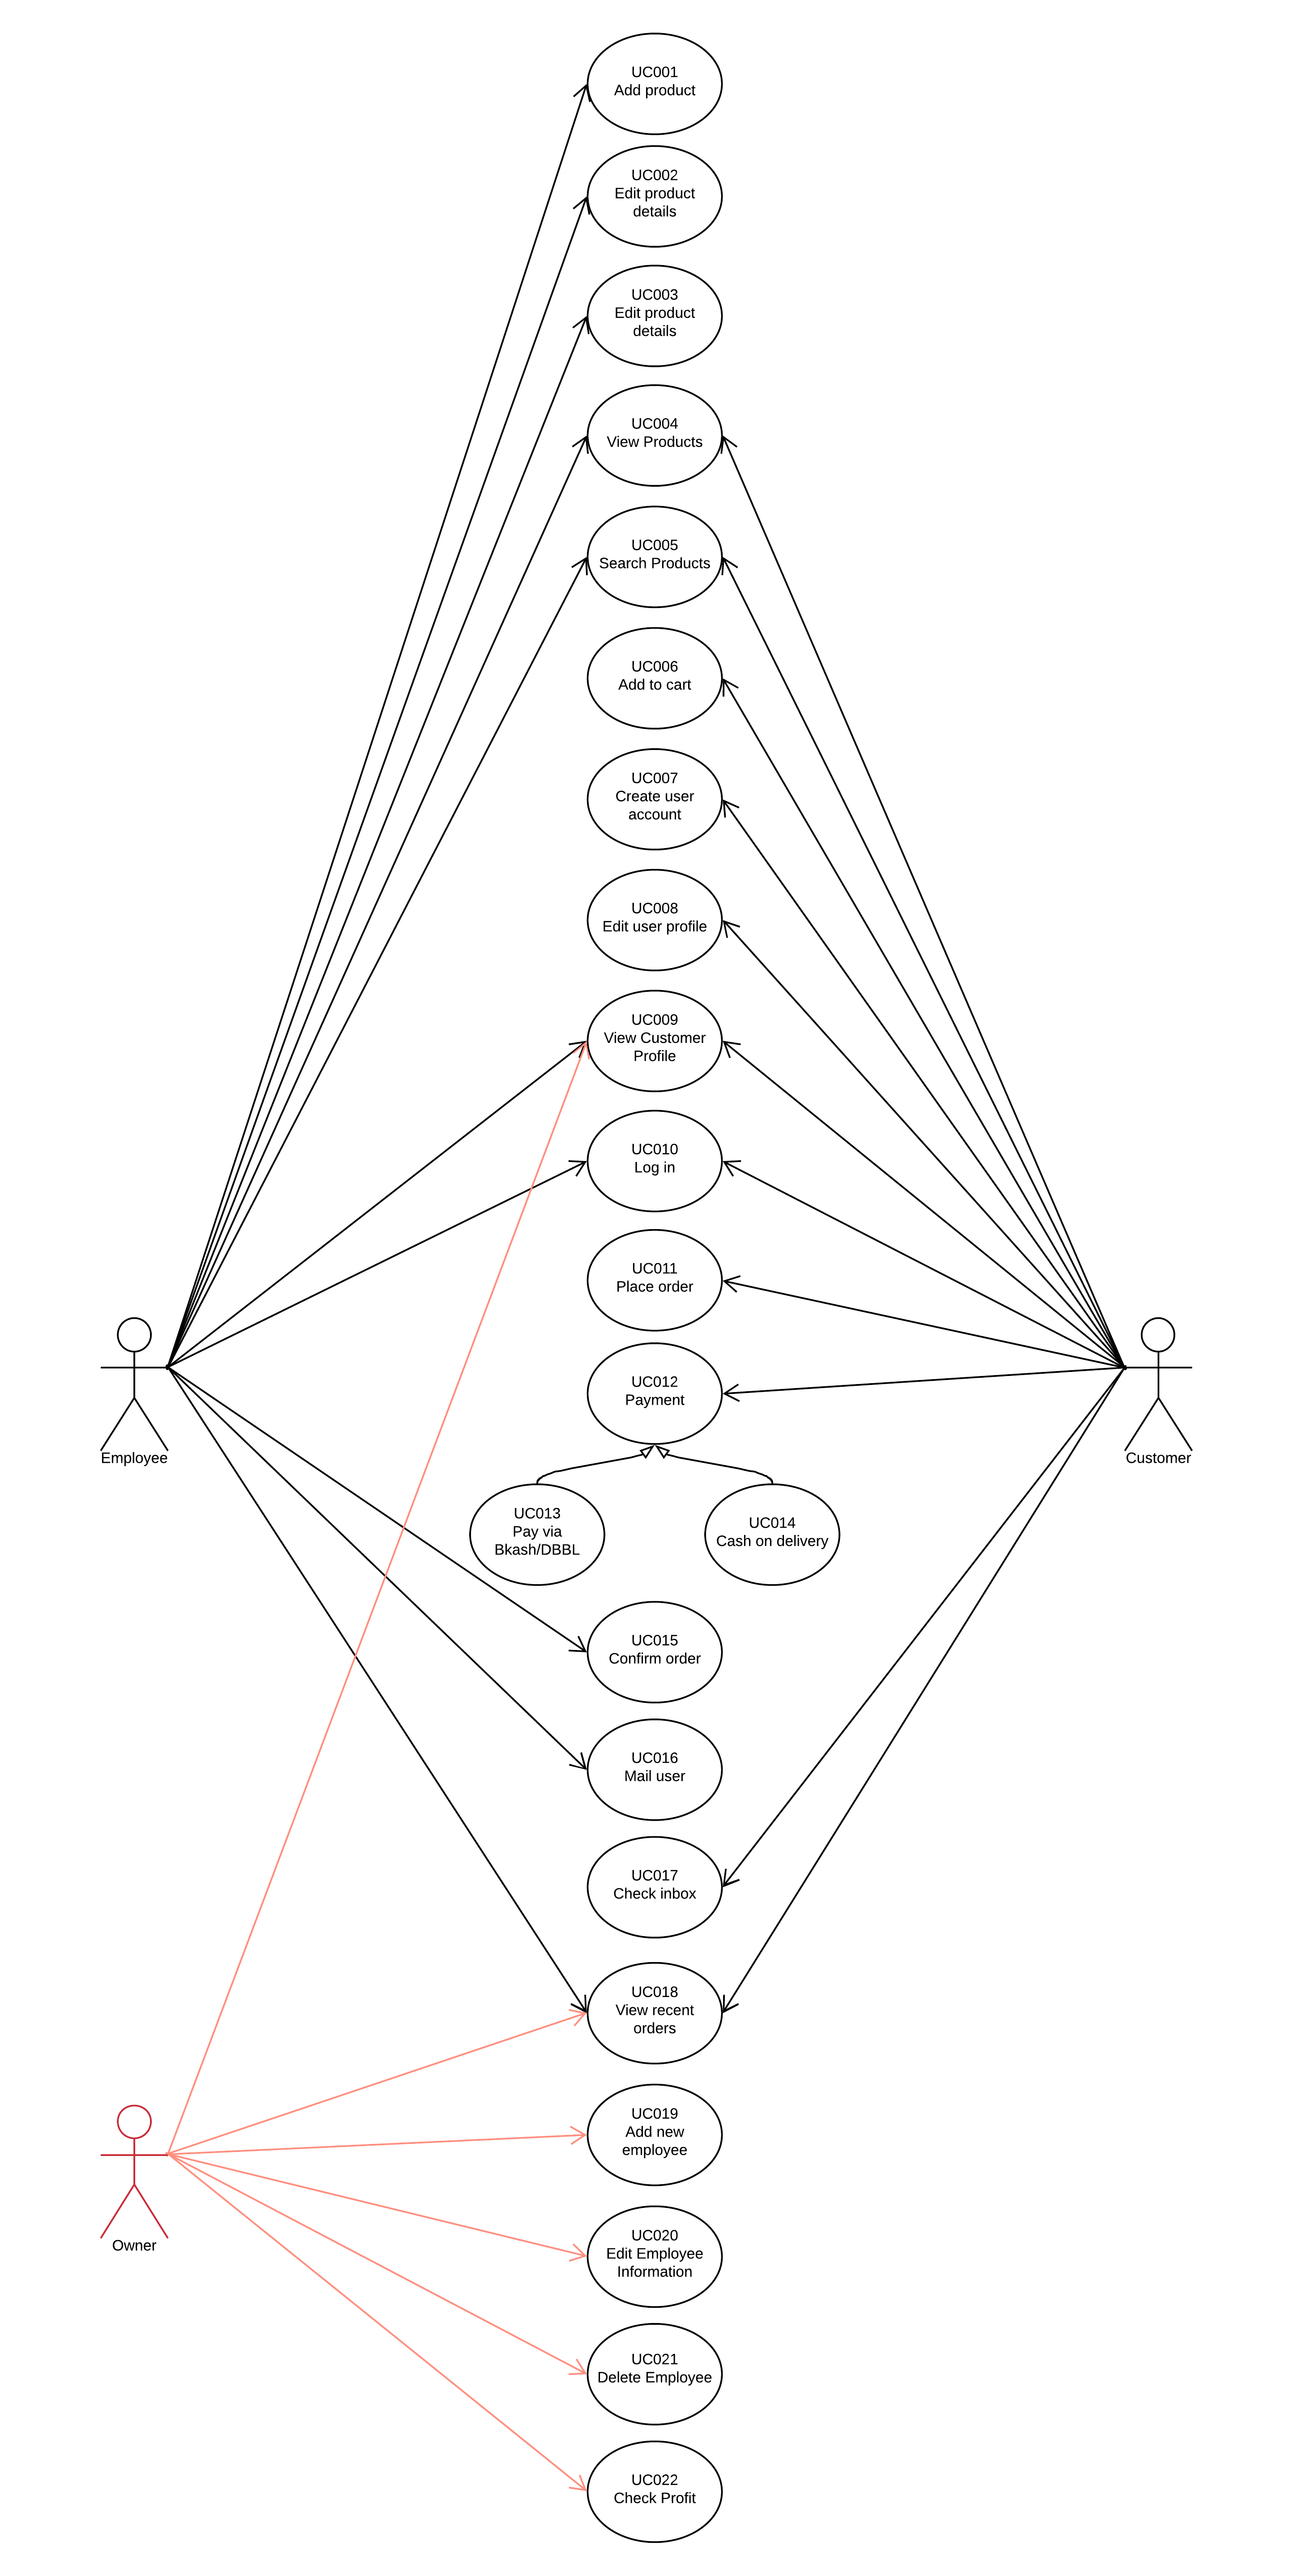 UC001
Add product
UC002
Edit product
details
UC003
Edit product
details
UC004
View Products
UC005
Search Products
UC006
Add to cart
UC007
Create user
account
UC008
Edit user profile
UC009
View Customer
Profile
UC010
Log in
UC011
Place order
UC012
Payment
Employee
Customer
UC013
Pay via
Bkash/DBBL
UC014
Cash on delivery
UC015
Confirm order
UC016
Mail user
UC017
Check inbox
UC018
View recent
orders
UC019
Add new
employee
Owner
UC020
Edit Employee
Information
UC021
Delete Employee
UC022
Check Profit